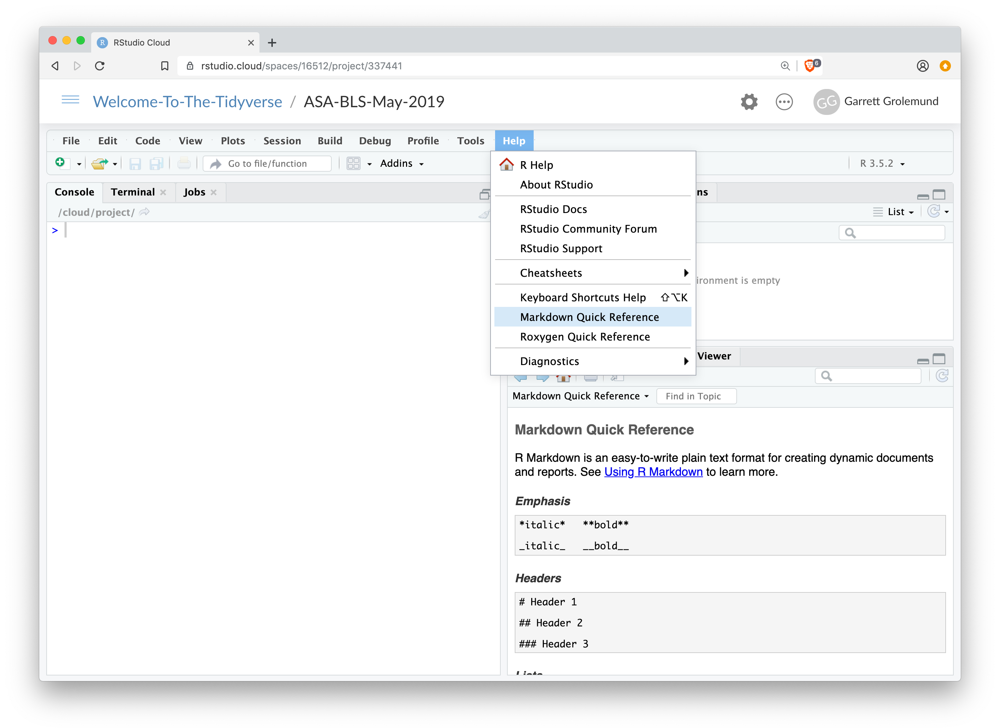 RStudio Cloud
rstudio.cloud/spaces/16512/project/337441
6
Welcome-To-The-Tidyverse / ASA-BLS-May-2019
GG Garrett Grolemund
File Edit Code View Plots Session Build Debug Profile Tools Help
Go to file/function Addins R 3.5.2
R Help
About RStudio
RStudio Docs
RStudio Community Forum
RStudio Support
Cheatsheets
Keyboard Shortcuts Help ⇧⌥K
Markdown Quick Reference
Roxygen Quick Reference
Diagnostics
Console Terminal Jobs
/cloud/project/
>
ns
List
ironment is empty
Viewer
Markdown Quick Reference Find in Topic
Markdown Quick Reference
R Markdown is an easy-to-write plain text format for creating dynamic documents
and reports. See Using R Markdown to learn more.
Emphasis
*italic* **bold**
_italic_ __bold__
Headers
# Header 1
## Header 2
### Header 3
Lists